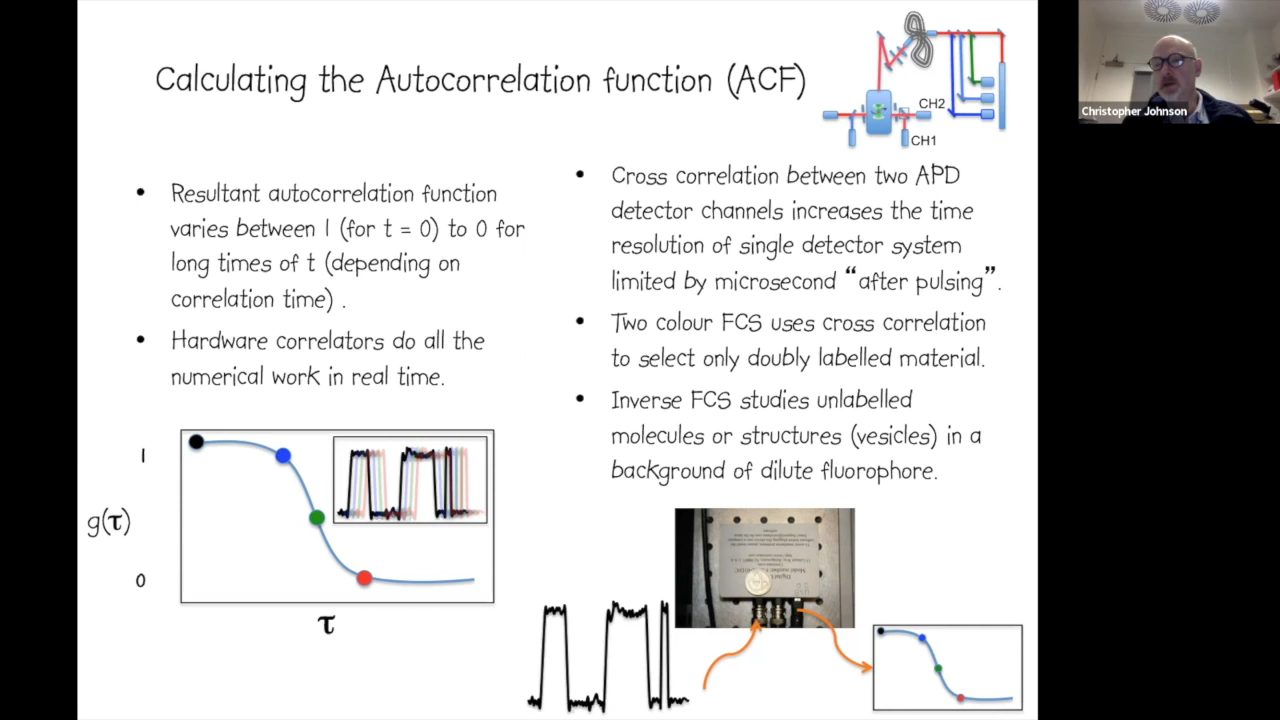 Calculating the Autocorrelation function (ACF)
CH2
CH1
• Resultant autocorrelation function
varies between 1 (for t = 0) to 0 for
long times of t (depending on
correlation time) .
• Hardware correlators do all the
numerical work in real time.
1
g(τ)
0
τ
• Cross correlation between two APD
detector channels increases the time
resolution of single detector system
limited by microsecond “after pulsing”.
• Two colour FCS uses cross correlation
to select only doubly labelled material.
• Inverse FCS studies unlabelled
molecules or structures (vesicles) in a
background of dilute fluorophore.
Christopher Johnson